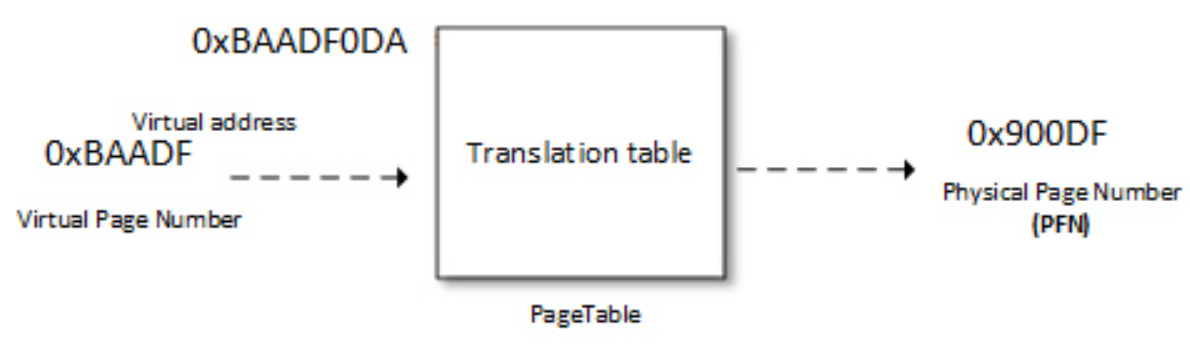 0xBAADF0DA
Virtual address
0xBAADF
Virtual Page Number
Translation table
PageTable
0x900DF
Physical Page Number
(PFN)